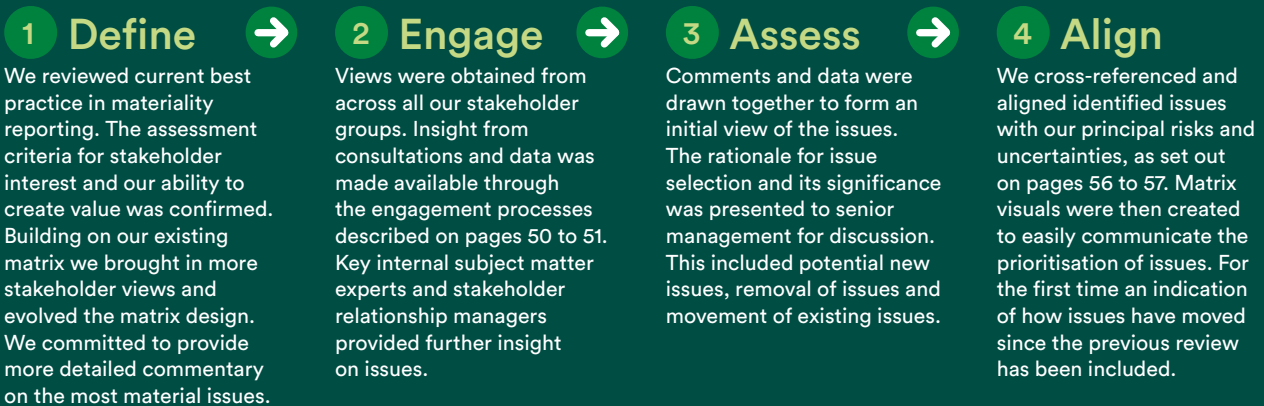 1 Define
We reviewed current best
practice in materiality
reporting. The assessment
criteria for stakeholder
interest and our ability to
create value was confirmed.
Building on our existing
matrix we brought in more
stakeholder views and
evolved the matrix design.
We committed to provide
more detailed commentary
on the most material issues.
2 Engage
Views were obtained from
across all our stakeholder
groups. Insight from
consultations and data was
made available through
the engagement processes
described on pages 50 to 51.
Key internal subject matter
experts and stakeholder
relationship managers
provided further insight
on issues.
3 Assess
Comments and data were
drawn together to form an
initial view of the issues.
The rationale for issue
selection and its significance
was presented to senior
management for discussion.
This included potential new
issues, removal of issues and
movement of existing issues.
4 Align
We cross-referenced and
aligned identified issues
with our principal risks and
uncertainties, as set out
on pages 56 to 57. Matrix
visuals were then created
to easily communicate the
prioritisation of issues. For
the first time an indication
of how issues have moved
since the previous review
has been included.